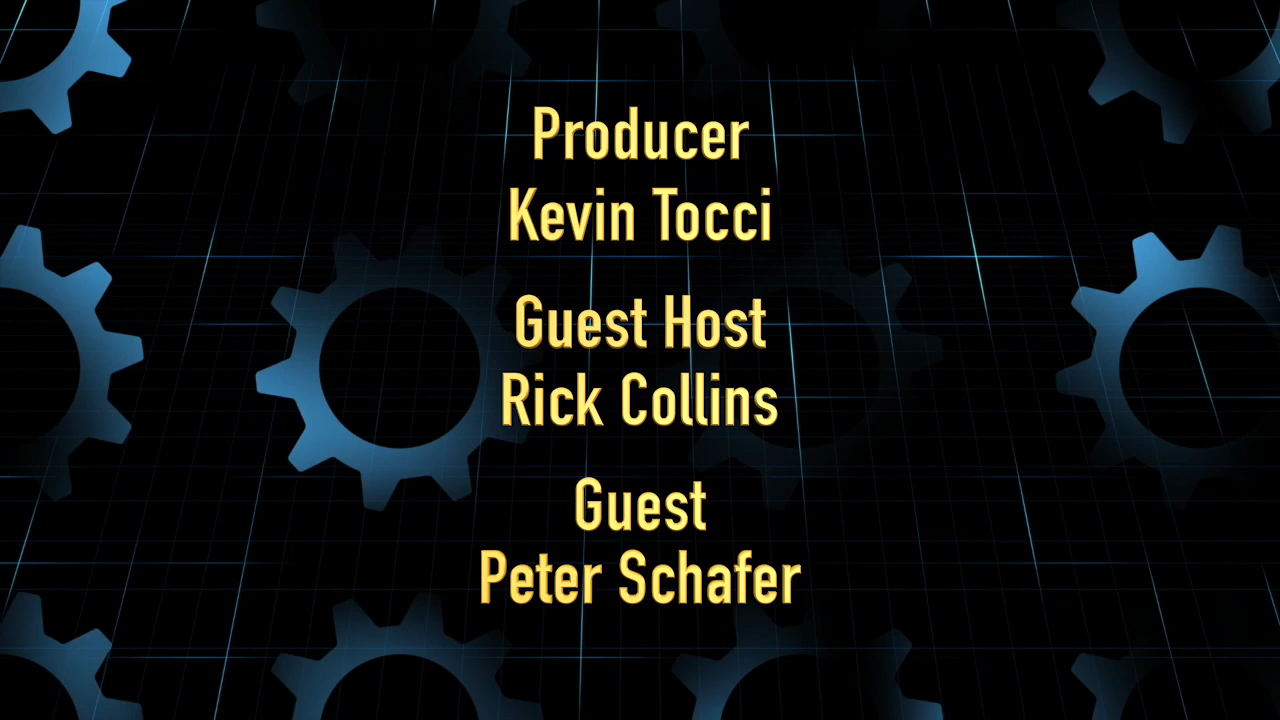 Producer
Kevin Tocci
Guest Host
Rick Collins
Guest
Peter Schafer